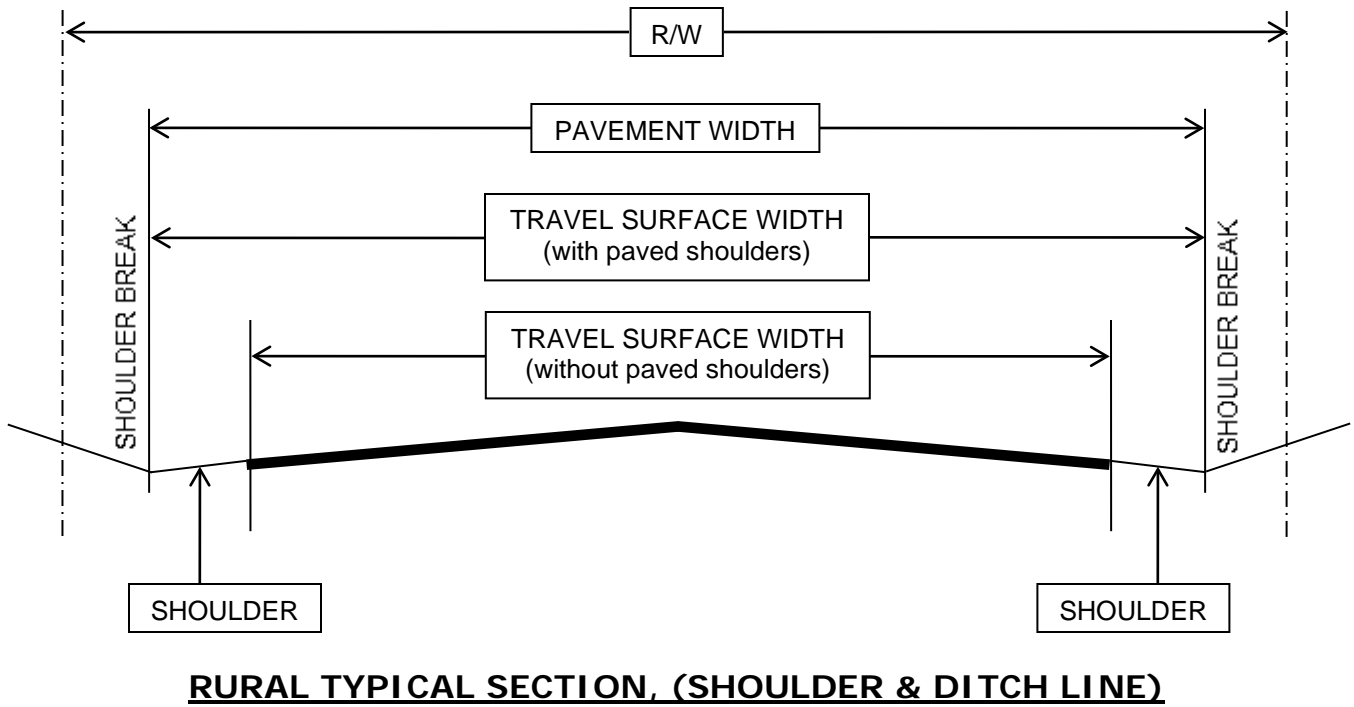 R/W
PAVEMENT WIDTH
TRAVEL SURFACE WIDTH
(with paved shoulders)
SHOULDER BREAK
SHOULDER BREAK
TRAVEL SURFACE WIDTH
(without paved shoulders)
SHOULDER
SHOULDER
RURAL TYPICAL SECTION, (SHOULDER & DITCH LINE)